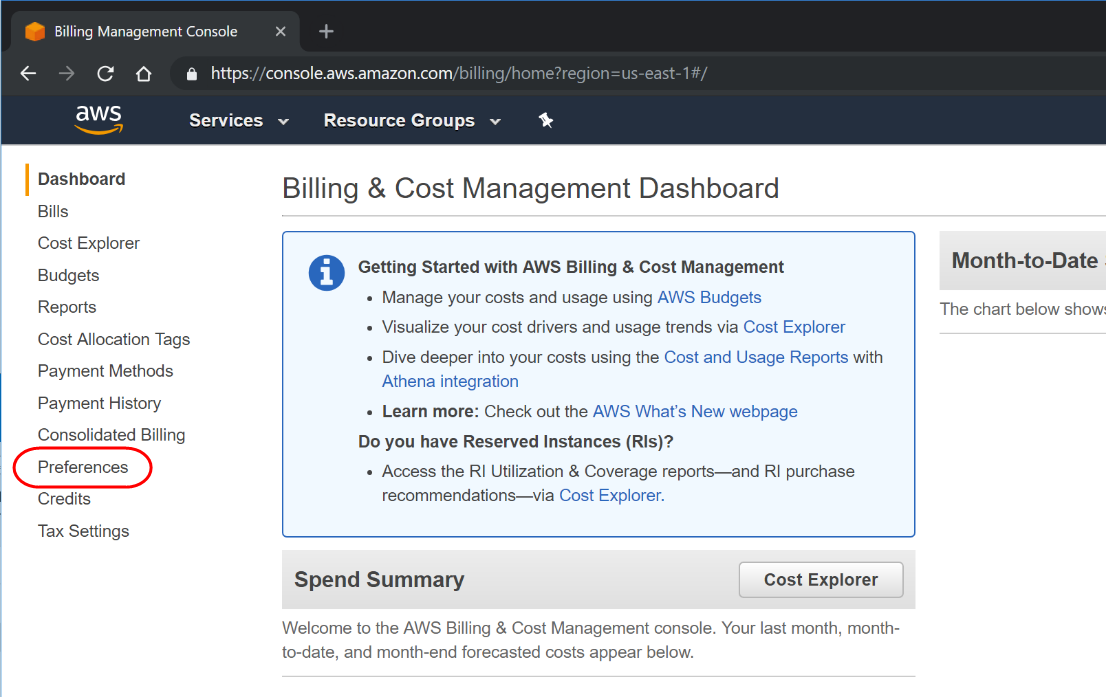 Billing Management Console
https://console.aws.amazon.com/billing/home?region=us-east-1#/
aws
Services
Resource Groups
Dashboard
Bills
Cost Explorer
Budgets
Reports
Cost Allocation Tags
Payment Methods
Payment History
Consolidated Billing
Preferences
Credits
Tax Settings
Billing & Cost Management Dashboard
Getting Started with AWS Billing & Cost Management
• Manage your costs and usage using AWS Budgets
• Visualize your cost drivers and usage trends via Cost Explorer
• Dive deeper into your costs using the Cost and Usage Reports with
Athena integration
• Learn more: Check out the AWS What's New webpage
Do you have Reserved Instances (RIs)?
• Access the RI Utilization & Coverage reports—and RI purchase
recommendations—via Cost Explorer.
Spend Summary
Cost Explorer
Welcome to the AWS Billing & Cost Management console. Your last month, month-
to-date, and month-end forecasted costs appear below.
Month-to-Date
The chart below shows